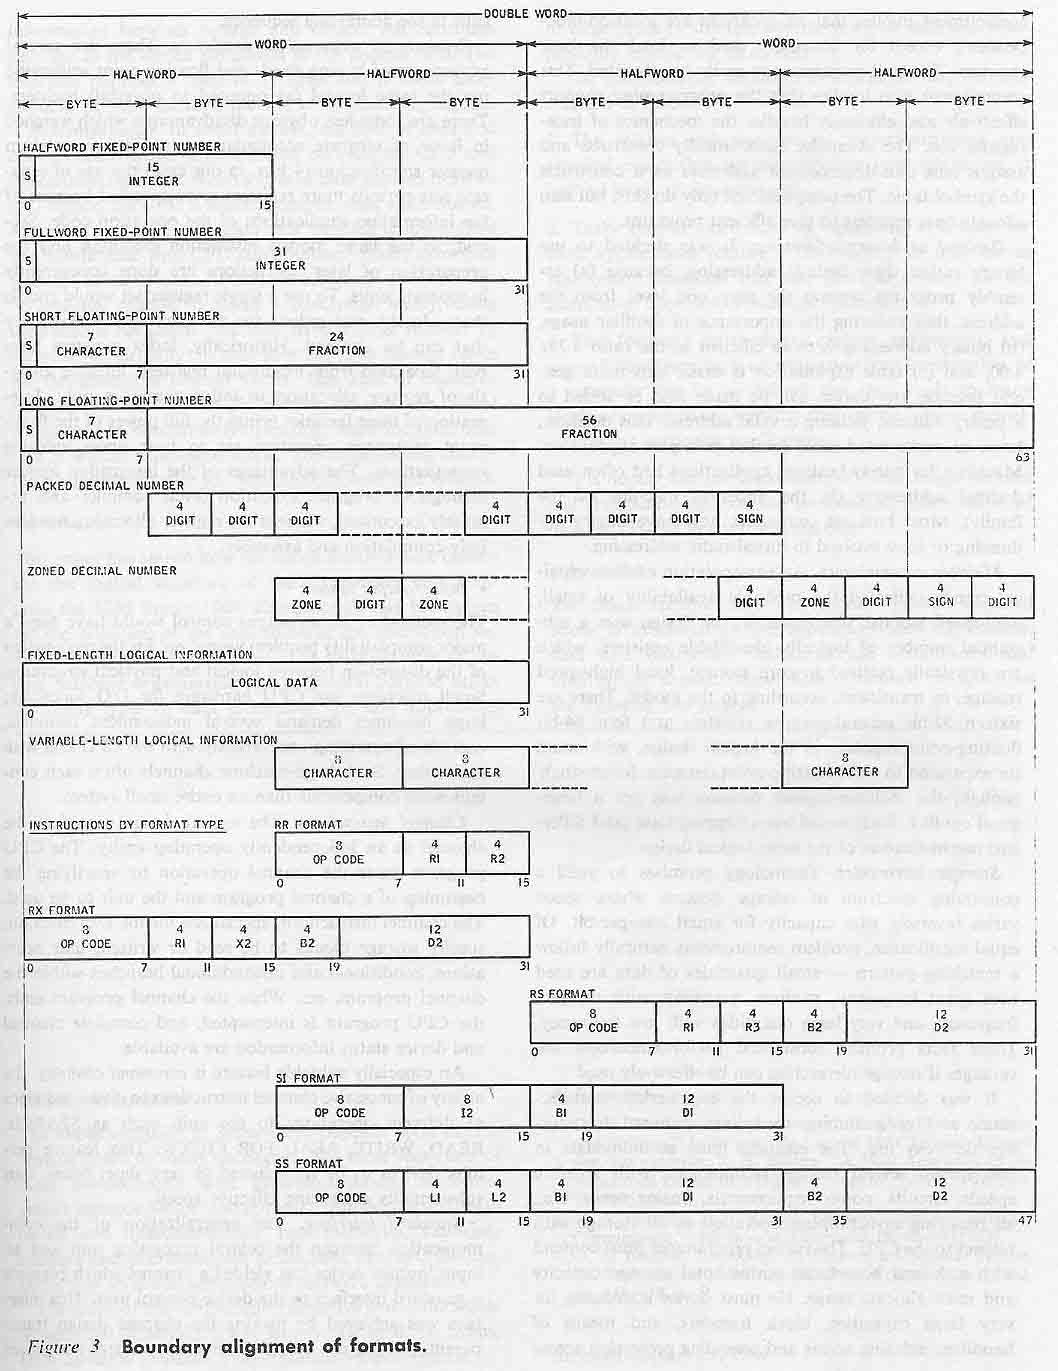 DOUBLE WORD
WORD WORD
HALFWORD HALFWORD HALFWORD HALFWORD
BYTE BYTE BYTE BYTE BYTE BYTE BYTE BYTE
HALFWORD FIXED-POINT NUMBER
S 15 INTEGER
0 15
FULLWORD FIXED-POINT NUMBER
S 31 INTEGER
0 31
SHORT FLOATING-POINT NUMBER
S 7 CHARACTER 24 FRACTION
0 7 31
LONG FLOATING-POINT NUMBER
S 7 CHARACTER 56 FRACTION
0 7 63
PACKED DECIMAL NUMBER
4 4 4 4 4 4 4 4
DIGIT DIGIT DIGIT DIGIT DIGIT DIGIT DIGIT SIGN
ZONED DECIMAL NUMBER
4 4 4 4 4 4 4 4
ZONE DIGIT ZONE DIGIT ZONE DIGIT SIGN DIGIT
FIXED-LENGTH LOGICAL INFORMATION
LOGICAL DATA
0 31
VARIABLE-LENGTH LOGICAL INFORMATION
8 8 8
CHARACTER CHARACTER CHARACTER
INSTRUCTIONS BY FORMAT TYPE
RR FORMAT
8 4 4
OP CODE R1 R2
0 7 11 15
RX FORMAT
8 4 4 4 12
OP CODE R1 X2 B2 D2
0 7 11 15 19 31
RS FORMAT
8 4 4 4 12
OP CODE R1 R3 B2 D2
0 7 11 15 19 31
SI FORMAT
8 8 4 12
OP CODE I2 B1 D1
0 7 15 19 31
SS FORMAT
8 4 4 4 12 4 12
OP CODE L1 L2 B1 D1 B2 D2
0 7 11 15 19 31 35 47
Figure 3 Boundary alignment of formats.